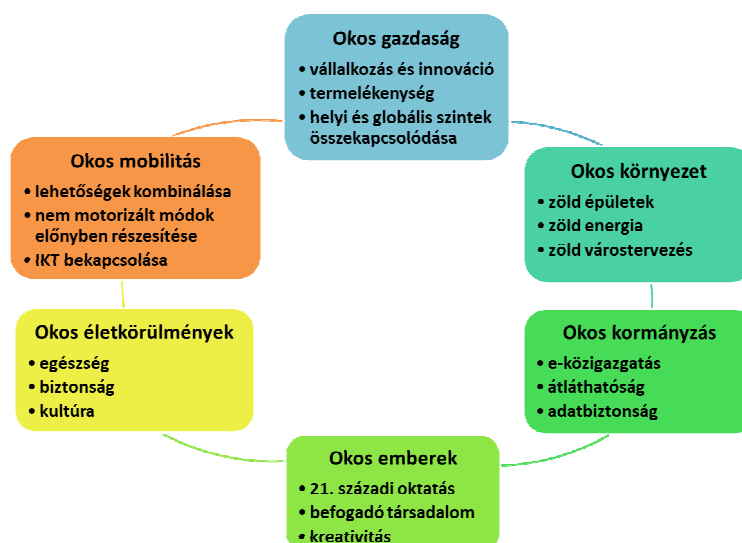 Okos gazdaság
• vállalkozás és innováció
• termelékenység
• helyi és globális szintek
összekapcsolódása
Okos környezet
• zöld épületek
• zöld energia
• zöld várostervezés
Okos kormányzás
• e-közigazgatás
• átláthatóság
• adatbiztonság
Okos emberek
• 21. századi oktatás
• befogadó társadalom
• kreativitás
Okos életkörülmények
• egészség
• biztonság
• kultúra
Okos mobilitás
• lehetőségek kombinálása
• nem motorizált módok
előnyben részesítése
• IKT bekapcsolása